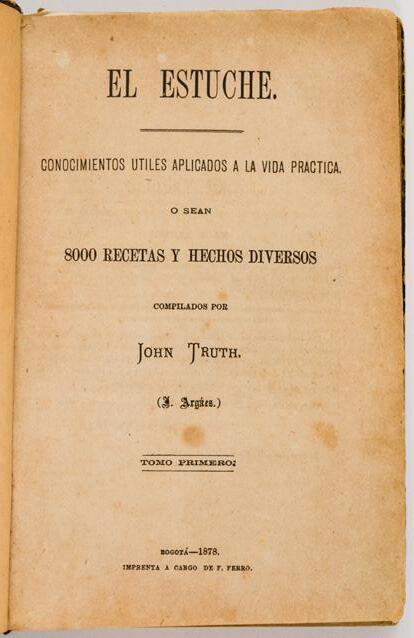 EL ESTUCHE.
CONOCIMIENTOS UTILES APLICADOS A LA VIDA PRACTICA.
O SEAN
8000 RECETAS Y HECHOS DIVERSOS
COMPILADOS POR
JOHN TRUTH.
(J. Argáes.)
TOMO PRIMERO:
BOGOTÁ—1878.
IMPRENTA A CARGO DE F. FERRO.